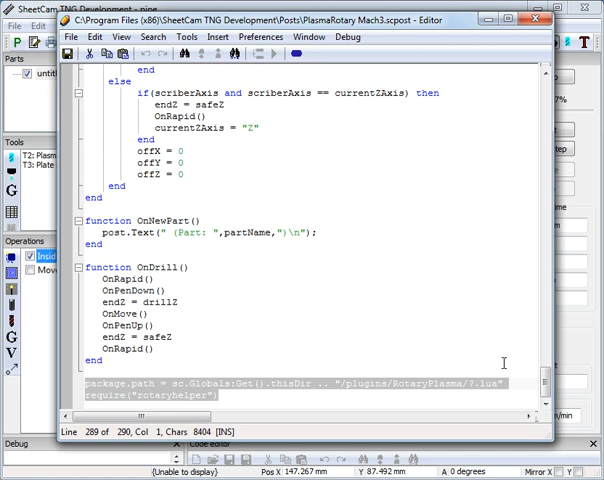 SheetCam TNG Development - pipe
C:\Program Files (x86)\SheetCam TNG Development\Posts\PlasmaRotary Mach3.scpost - Editor
File
File Edit View Search Tools Insert Preferences Window Debug
Parts
untit
7%
Tools
T2: Plasm
T3: Plate
Operations
Insid
Move
end
else
if(scriberAxis and scriberAxis == currentZAxis) then
endZ = safeZ
OnRapid()
currentZAxis = "Z"
end
offX = 0
offY = 0
offZ = 0
end
end
function OnNewPart()
post.Text(" (Part: ",partName,")\n");
end
function OnDrill()
OnRapid()
OnPenDown()
endZ = drillZ
OnMove()
OnPenUp()
endZ = safeZ
OnRapid()
end
package.path = sc.Globals:Get().thisDir .. "/plugins/RotaryPlasma/?.lua"
require("rotaryhelper")
/min
289 of 290, Col 1, Chars 8404 [INS]
Debug
Code editor
(Unable to display) Pos X 147.267 mm Y 87.492 mm A 0 degrees Mirror X Y